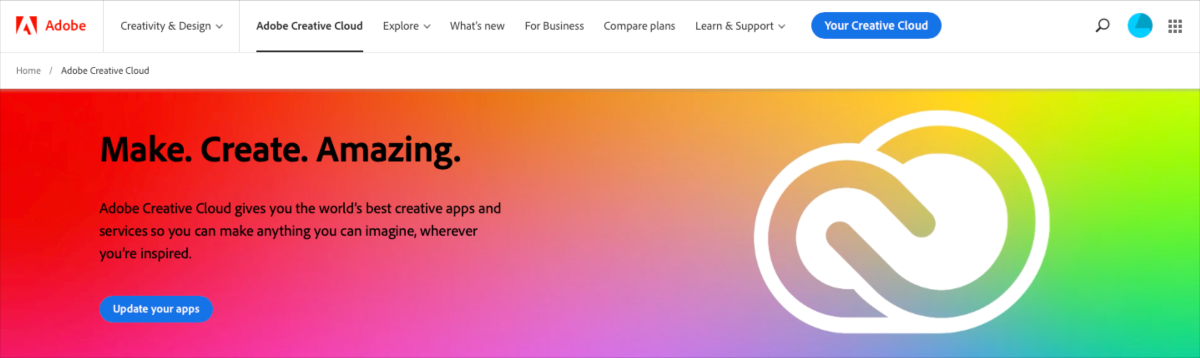 Adobe
Creativity & Design
Adobe Creative Cloud
Explore
What's new
For Business
Compare plans
Learn & Support
Your Creative Cloud
Home / Adobe Creative Cloud
Make. Create. Amazing.
Adobe Creative Cloud gives you the world's best creative apps and
services so you can make anything you can imagine, wherever
you're inspired.
Update your apps